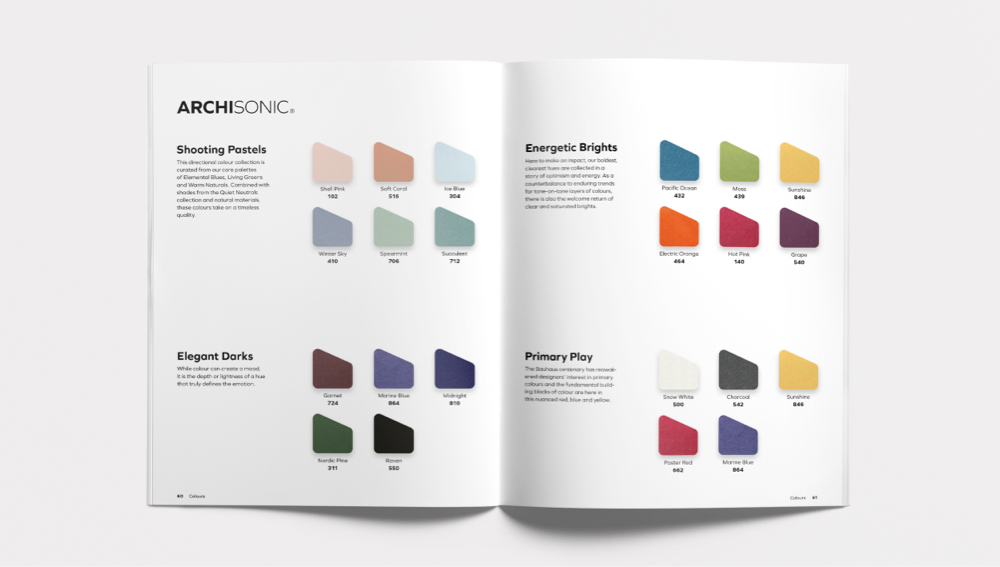 ARCHISONIC®
Shooting Pastels
This directional colour collection is
curated from our core palettes
of Elemental Blues, Living Greens
and Warm Naturals. Combined with
shades from the Quiet Neutrals
collection and natural materials,
these colours take on a timeless
quality.
Shell Pink
102
Soft Coral
515
Ice Blue
304
Winter Sky
410
Spearmint
706
Succulent
712
Elegant Darks
While colour can create a mood,
it is the depth or lightness of a hue
that truly defines the emotion.
Garnet
724
Marine Blue
864
Midnight
810
Nordic Pine
311
Raven
550
60 Colours
Energetic Brights
Here to make an impact, our boldest,
clearest hues are collected in a
story of optimism and energy. As a
counterbalance to enduring trends
for tone-on-tone layers of colours,
there is also the welcome return of
clear and saturated brights.
Pacific Ocean
432
Moss
439
Sunshine
846
Electric Orange
464
Hot Pink
140
Grape
540
Primary Play
The Bauhaus centenary has reawak-
ened designers' interest in primary
colours and the fundamental build-
ing blocks of colour are here in
this nuanced red, blue and yellow.
Snow White
500
Charcoal
542
Sunshine
846
Poster Red
662
Marine Blue
864
Colours 61